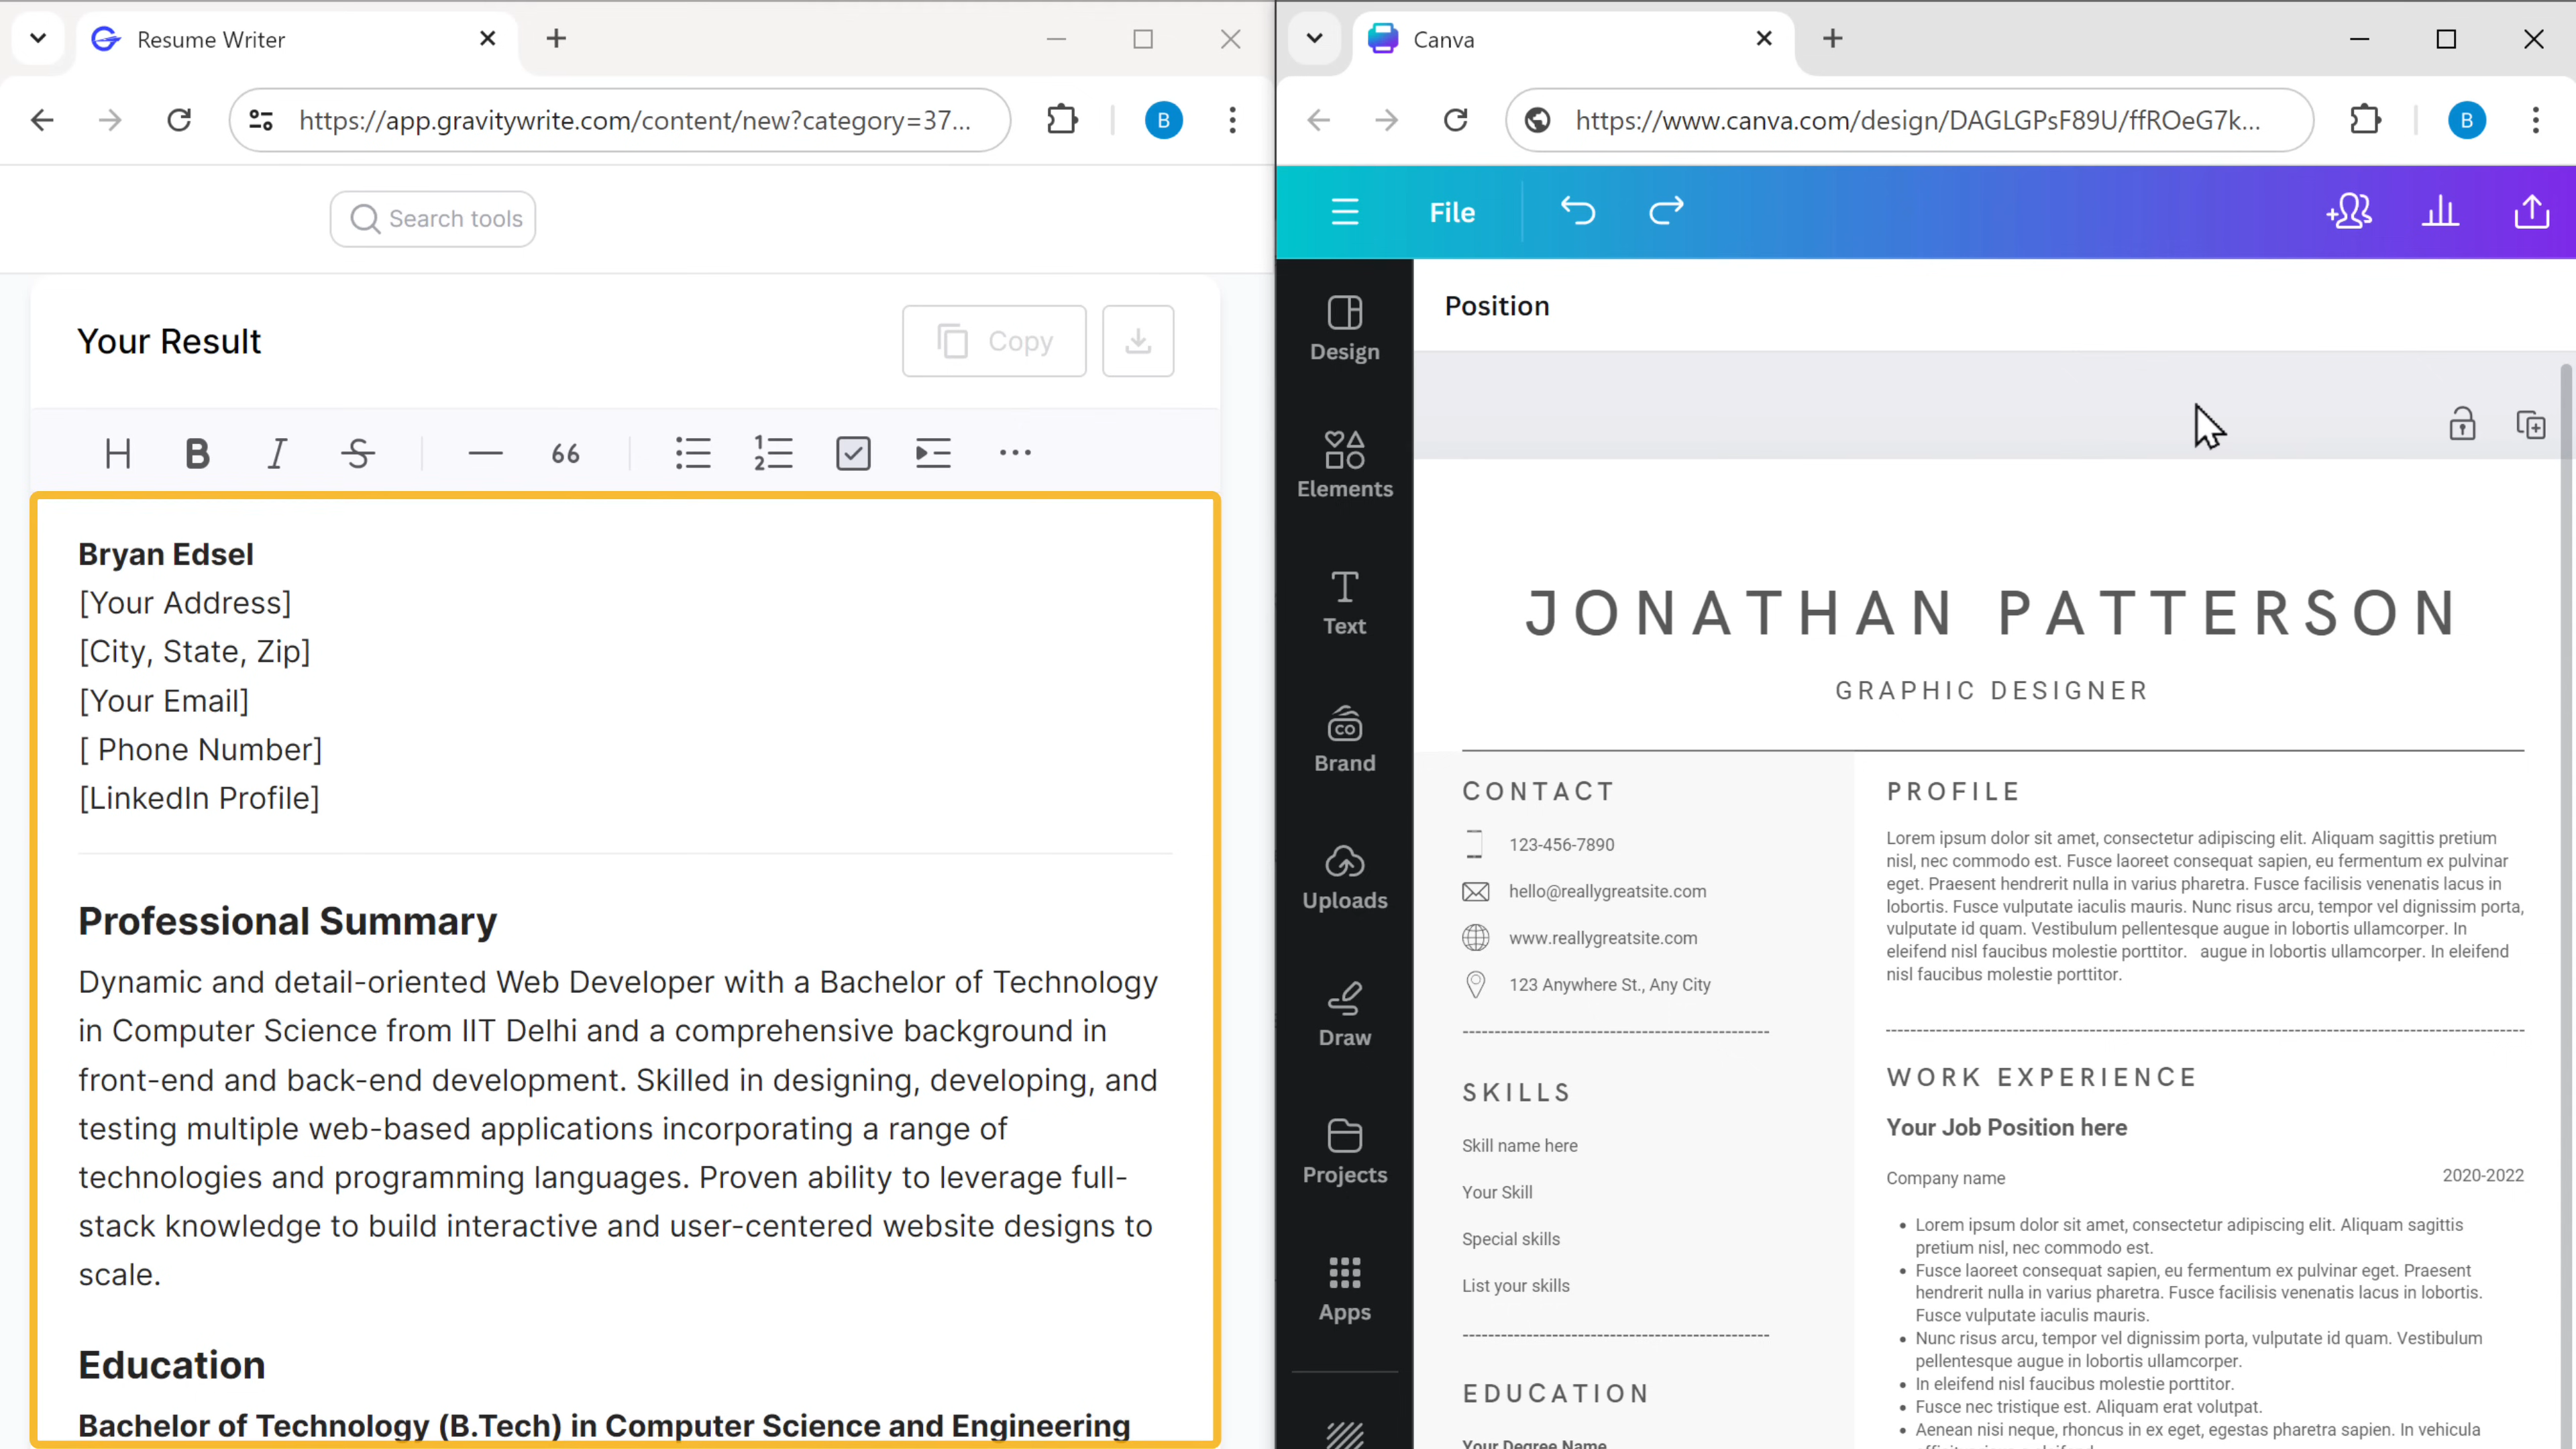 Resume Writer
https://app.gravitywrite.com/content/new?category=37...
B
Search tools
Your Result
Copy
H B I S 66
Bryan Edsel
[Your Address]
[City, State, Zip]
[Your Email]
[ Phone Number]
[LinkedIn Profile]
Professional Summary
Dynamic and detail-oriented Web Developer with a Bachelor of Technology
in Computer Science from IIT Delhi and a comprehensive background in
front-end and back-end development. Skilled in designing, developing, and
testing multiple web-based applications incorporating a range of
technologies and programming languages. Proven ability to leverage full-
stack knowledge to build interactive and user-centered website designs to
scale.
Education
Bachelor of Technology (B.Tech) in Computer Science and Engineering
Canva
https://www.canva.com/design/DAGLGPsF89U/ffROeG7k...
B
File
Design
Elements
Text
Brand
Uploads
Draw
Projects
Apps
Position
JONATHAN PATTERSON
GRAPHIC DESIGNER
CONTACT
123-456-7890
hello@reallygreatsite.com
www.reallygreatsite.com
123 Anywhere St., Any City
SKILLS
Skill name here
Your Skill
Special skills
List your skills
EDUCATION
Your Degree Name
PROFILE
Lorem ipsum dolor sit amet, consectetur adipiscing elit. Aliquam sagittis pretium
nisl, nec commodo est. Fusce laoreet consequat sapien, eu fermentum ex pulvinar
eget. Praesent hendrerit nulla in varius pharetra. Fusce facilisis venenatis lacus in
lobortis. Fusce vulputate iaculis mauris. Nunc risus arcu, tempor vel dignissim porta,
vulputate id quam. Vestibulum pellentesque augue in lobortis ullamcorper. In
eleifend nisl faucibus molestie porttitor. augue in lobortis ullamcorper. In eleifend
nisl faucibus molestie porttitor.
WORK EXPERIENCE
Your Job Position here
Company name 2020-2022
• Lorem ipsum dolor sit amet, consectetur adipiscing elit. Aliquam sagittis
pretium nisl, nec commodo est.
• Fusce laoreet consequat sapien, eu fermentum ex pulvinar eget. Praesent
hendrerit nulla in varius pharetra. Fusce facilisis venenatis lacus in lobortis.
Fusce vulputate iaculis mauris.
• Nunc risus arcu, tempor vel dignissim porta, vulputate id quam. Vestibulum
pellentesque augue in lobortis ullamcorper.
• In eleifend nisl faucibus molestie porttitor.
• Fusce nec tristique est. Aliquam erat volutpat.
• Aenean nisi neque, rhoncus in ex eget, egestas pharetra sapien. In vehicula